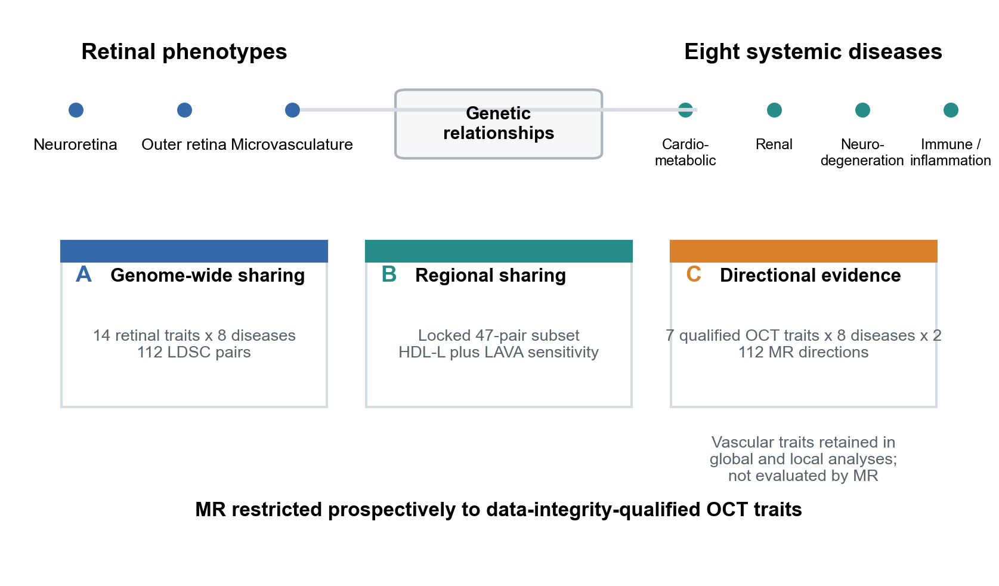 Retinal phenotypes
Eight systemic diseases
Genetic
relationships
Neuroretina
Outer retina
Microvasculature
Cardio-
metabolic
Renal
Neuro-
degeneration
Immune /
inflammation
A Genome-wide sharing
14 retinal traits x 8 diseases
112 LDSC pairs
B Regional sharing
Locked 47-pair subset
HDL-L plus LAVA sensitivity
C Directional evidence
7 qualified OCT traits x 8 diseases x 2
112 MR directions
Vascular traits retained in
global and local analyses;
not evaluated by MR
MR restricted prospectively to data-integrity-qualified OCT traits